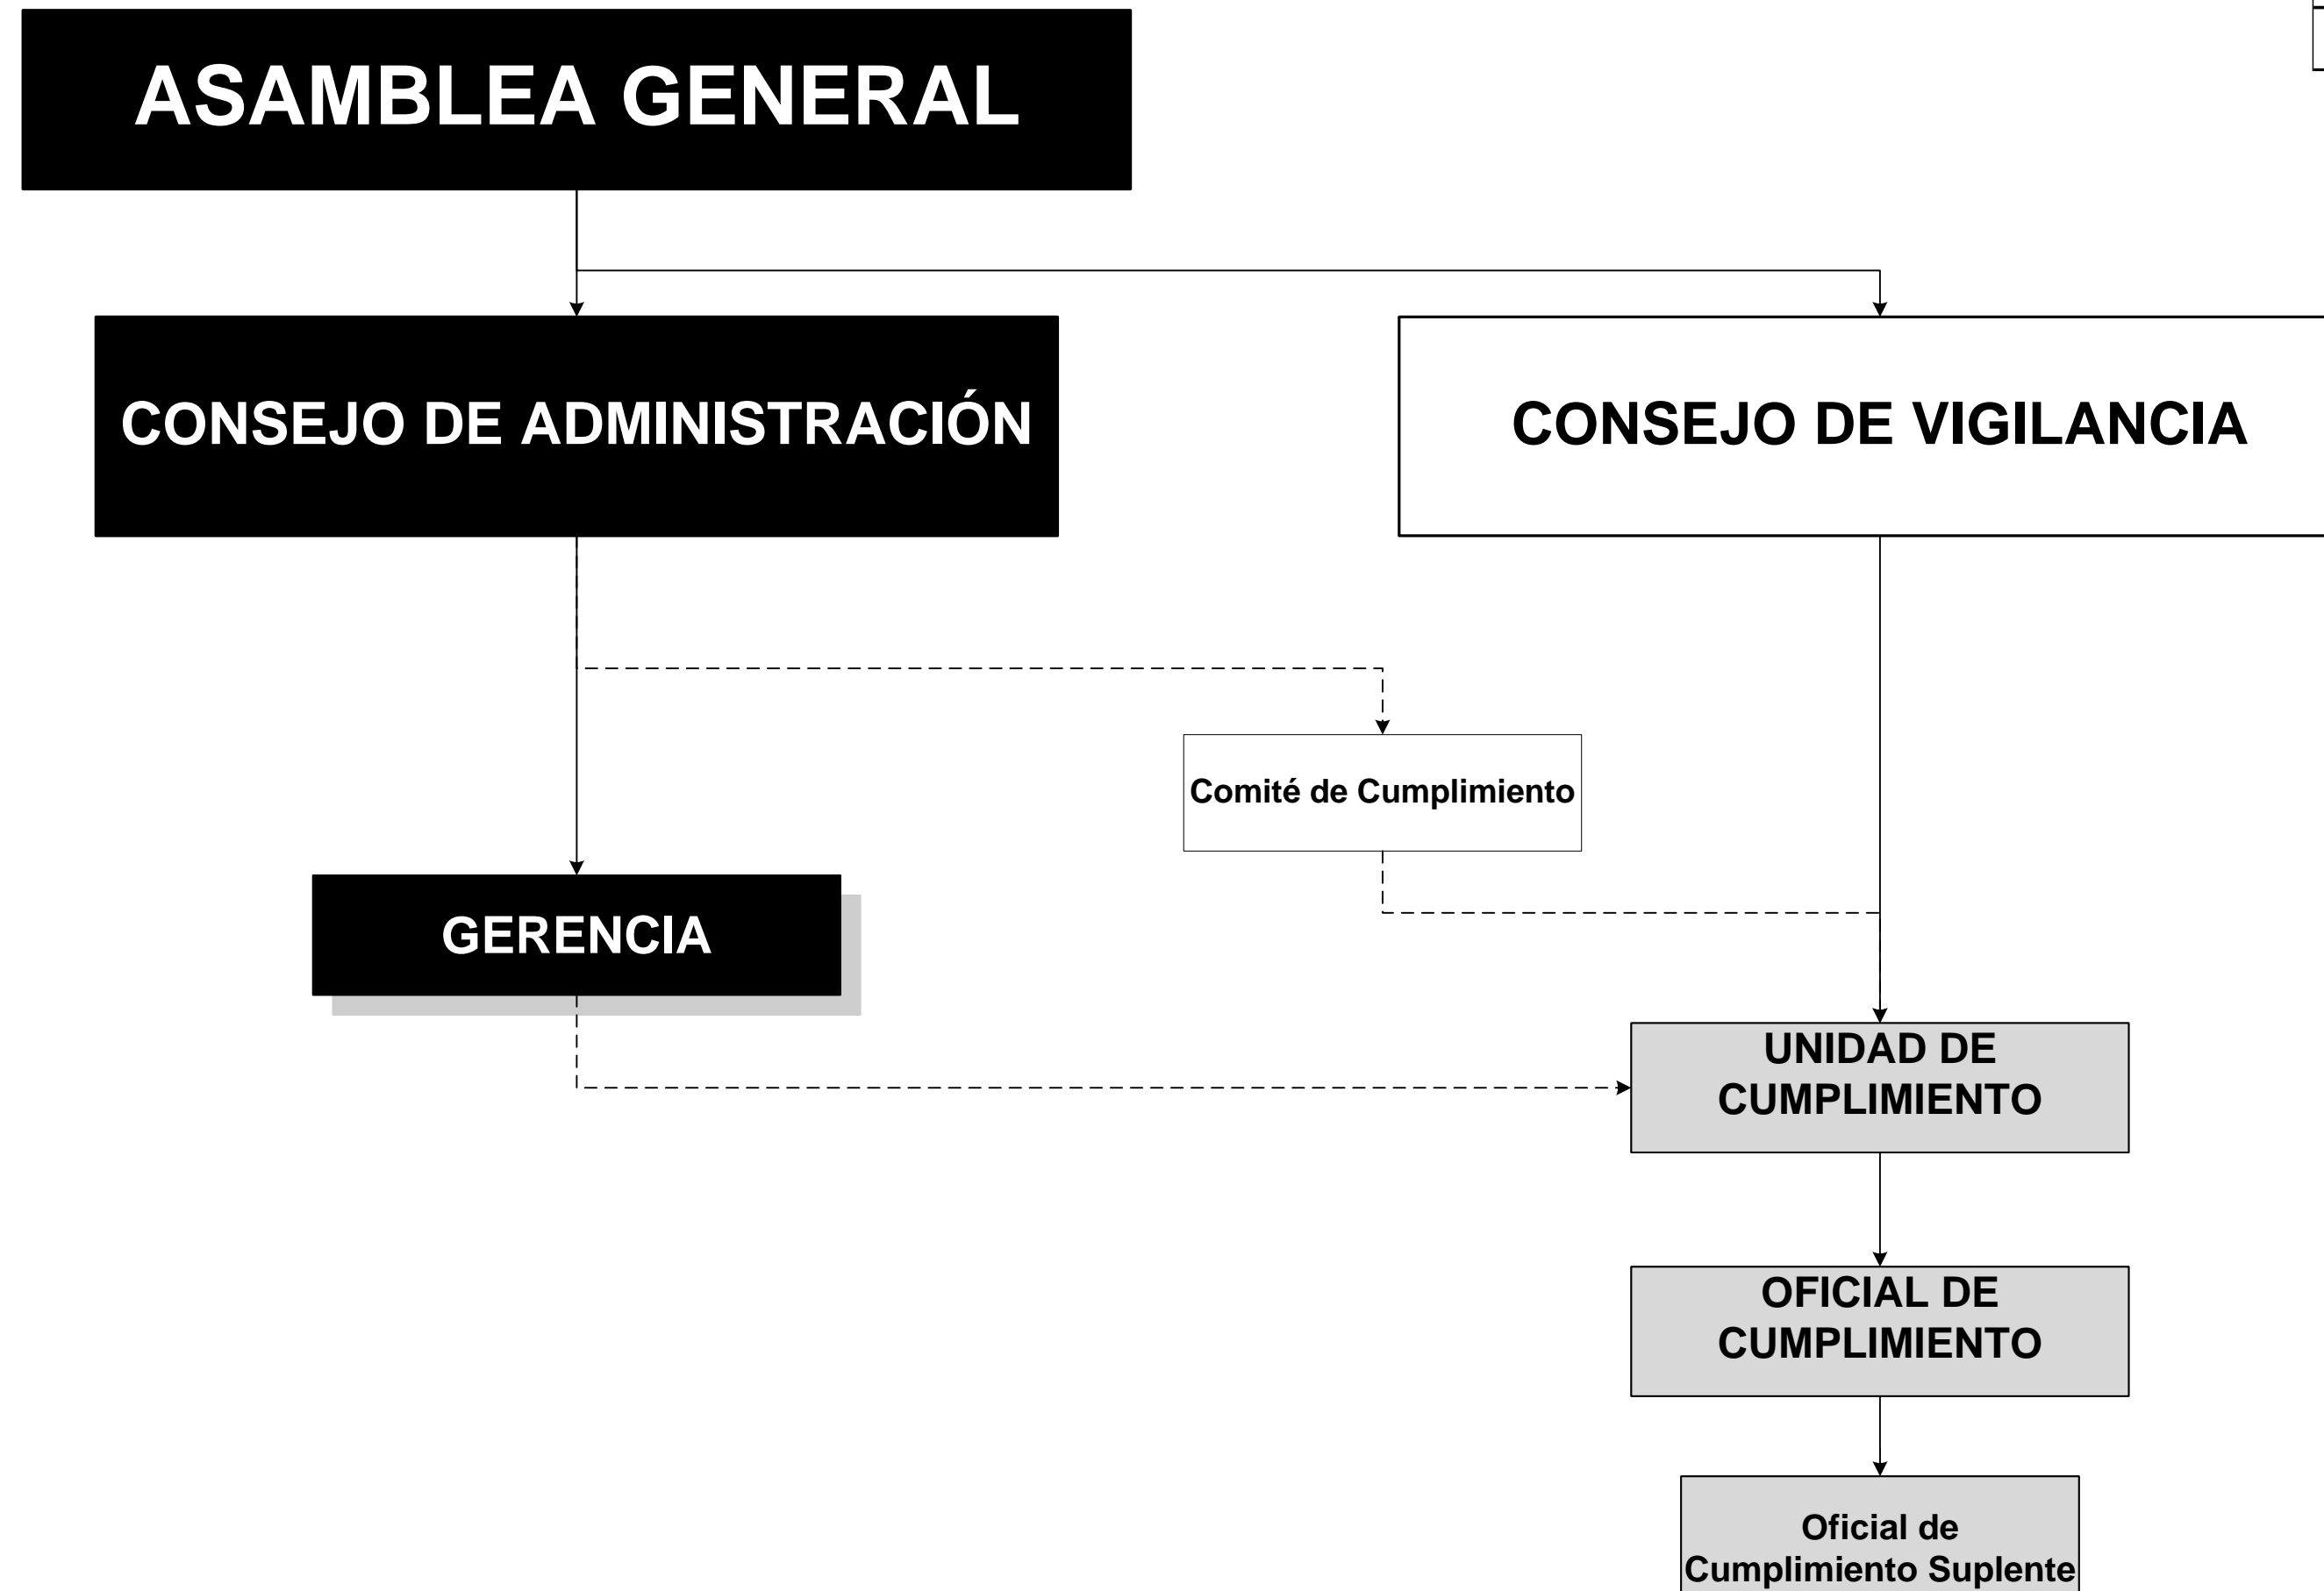 ASAMBLEA GENERAL
CONSEJO DE ADMINISTRACIÓN
CONSEJO DE VIGILANCIA
Comité de Cumplimiento
GERENCIA
UNIDAD DE
CUMPLIMIENTO
OFICIAL DE
CUMPLIMIENTO
Oficial de
Cumplimiento Suplente